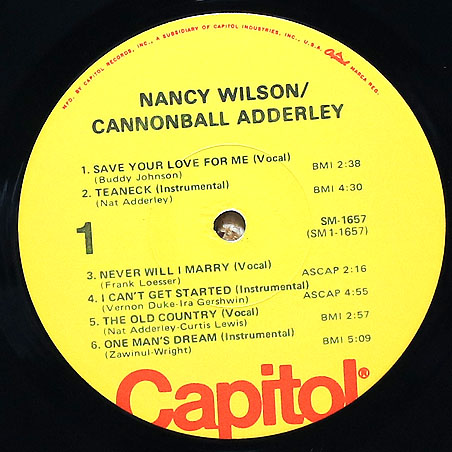 MFD. BY CAPITOL RECORDS, INC., A SUBSIDIARY OF CAPITOL INDUSTRIES, INC., U.S.A. Capitol MARCA REG.
NANCY WILSON/
CANNONBALL ADDERLEY
1. SAVE YOUR LOVE FOR ME (Vocal) BMI 2:38
(Buddy Johnson)
2. TEANECK (Instrumental) BMI 4:30
(Nat Adderley)
1
SM-1657
(SM1-1657)
3. NEVER WILL I MARRY (Vocal) ASCAP 2:16
(Frank Loesser)
4. I CAN'T GET STARTED (Instrumental) ASCAP 4:55
(Vernon Duke-Ira Gershwin)
5. THE OLD COUNTRY (Vocal) BMI 2:57
(Nat Adderley-Curtis Lewis)
6. ONE MAN'S DREAM (Instrumental) BMI 5:09
(Zawinul-Wright)
Capitol®